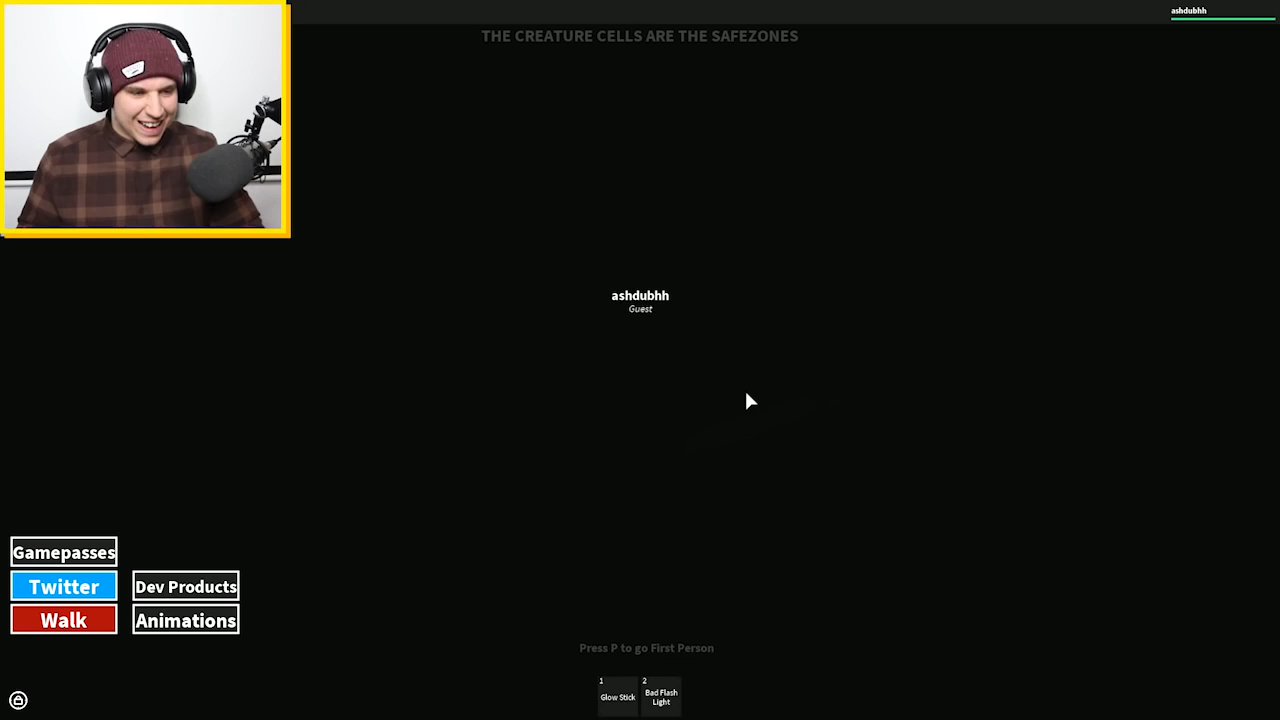 ashdubhh
THE CREATURE CELLS ARE THE SAFEZONES
ashdubhh
Guest
Gamepasses
Twitter
Dev Products
Walk
Animations
Press P to go First Person
1
Glow Stick
2
Bad Flash
Light